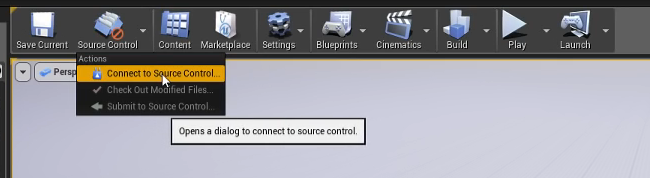 Save Current
Source Control
Content
Marketplace
Settings
Blueprints
Cinematics
Build
Play
Launch
Persp
Actions
Connect to Source Control...
Check Out Modified Files...
Submit to Source Control...
Opens a dialog to connect to source control.